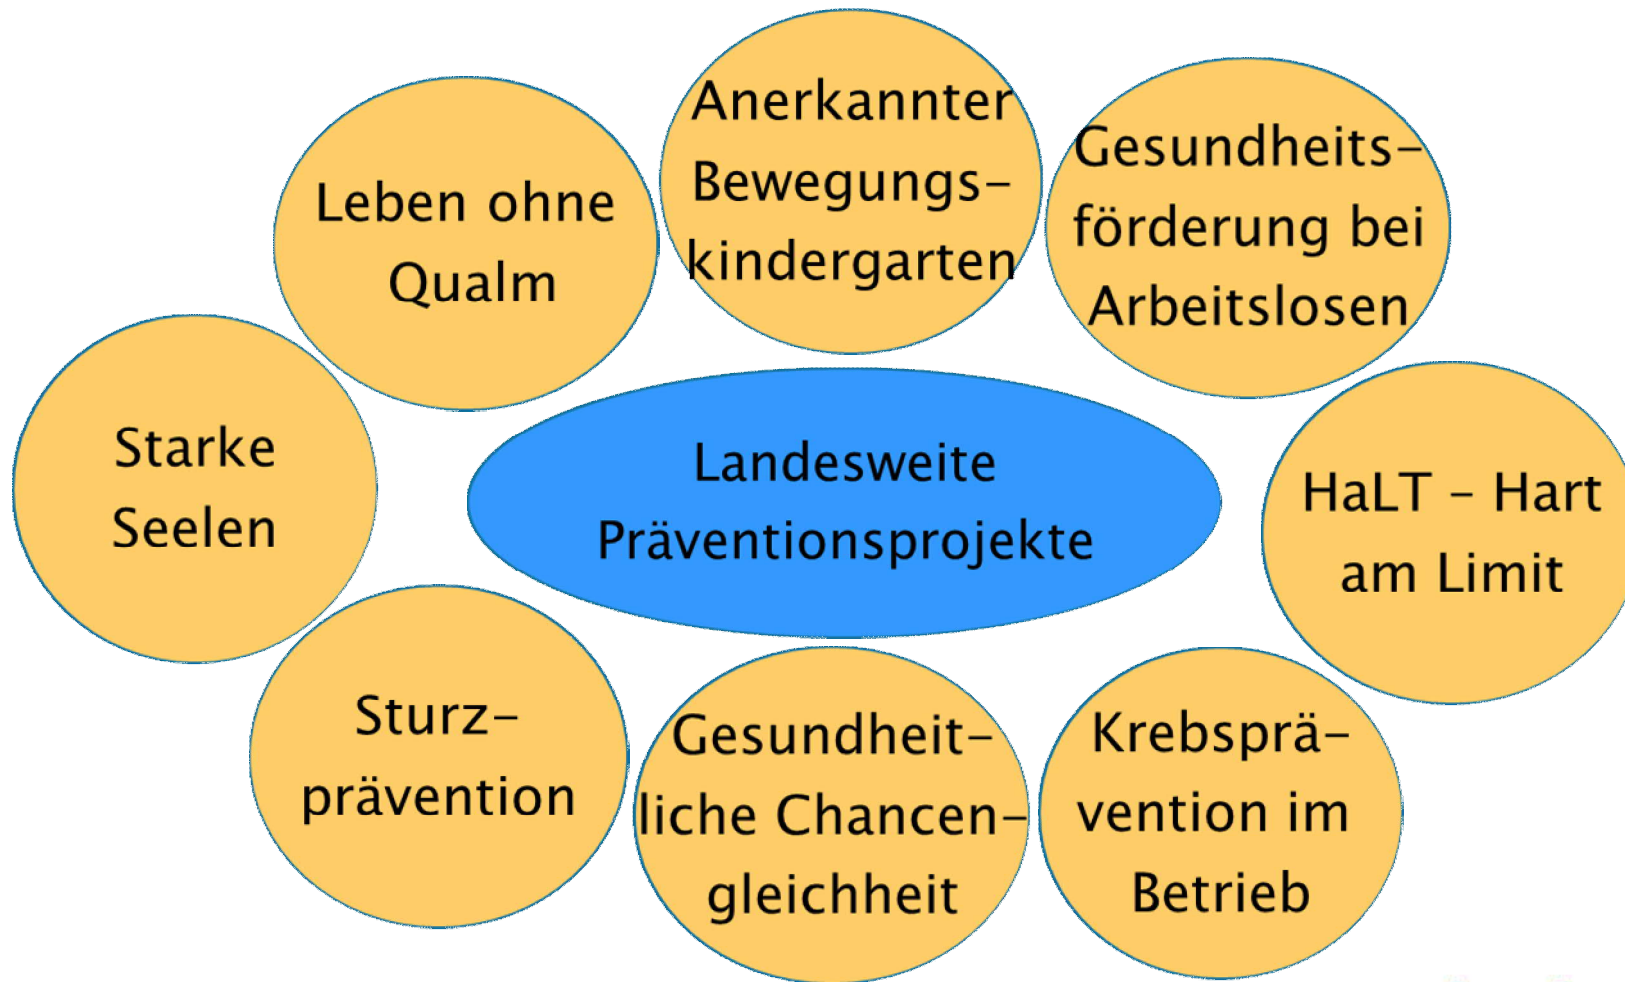 Anerkannter
Bewegungs-
kindergarten
Gesundheits-
förderung bei
Arbeitslosen
Leben ohne
Qualm
Starke
Seelen
Landesweite
Präventionsprojekte
HaLT - Hart
am Limit
Sturz-
prävention
Gesundheit-
liche Chancen-
gleichheit
Krebsprä-
vention im
Betrieb